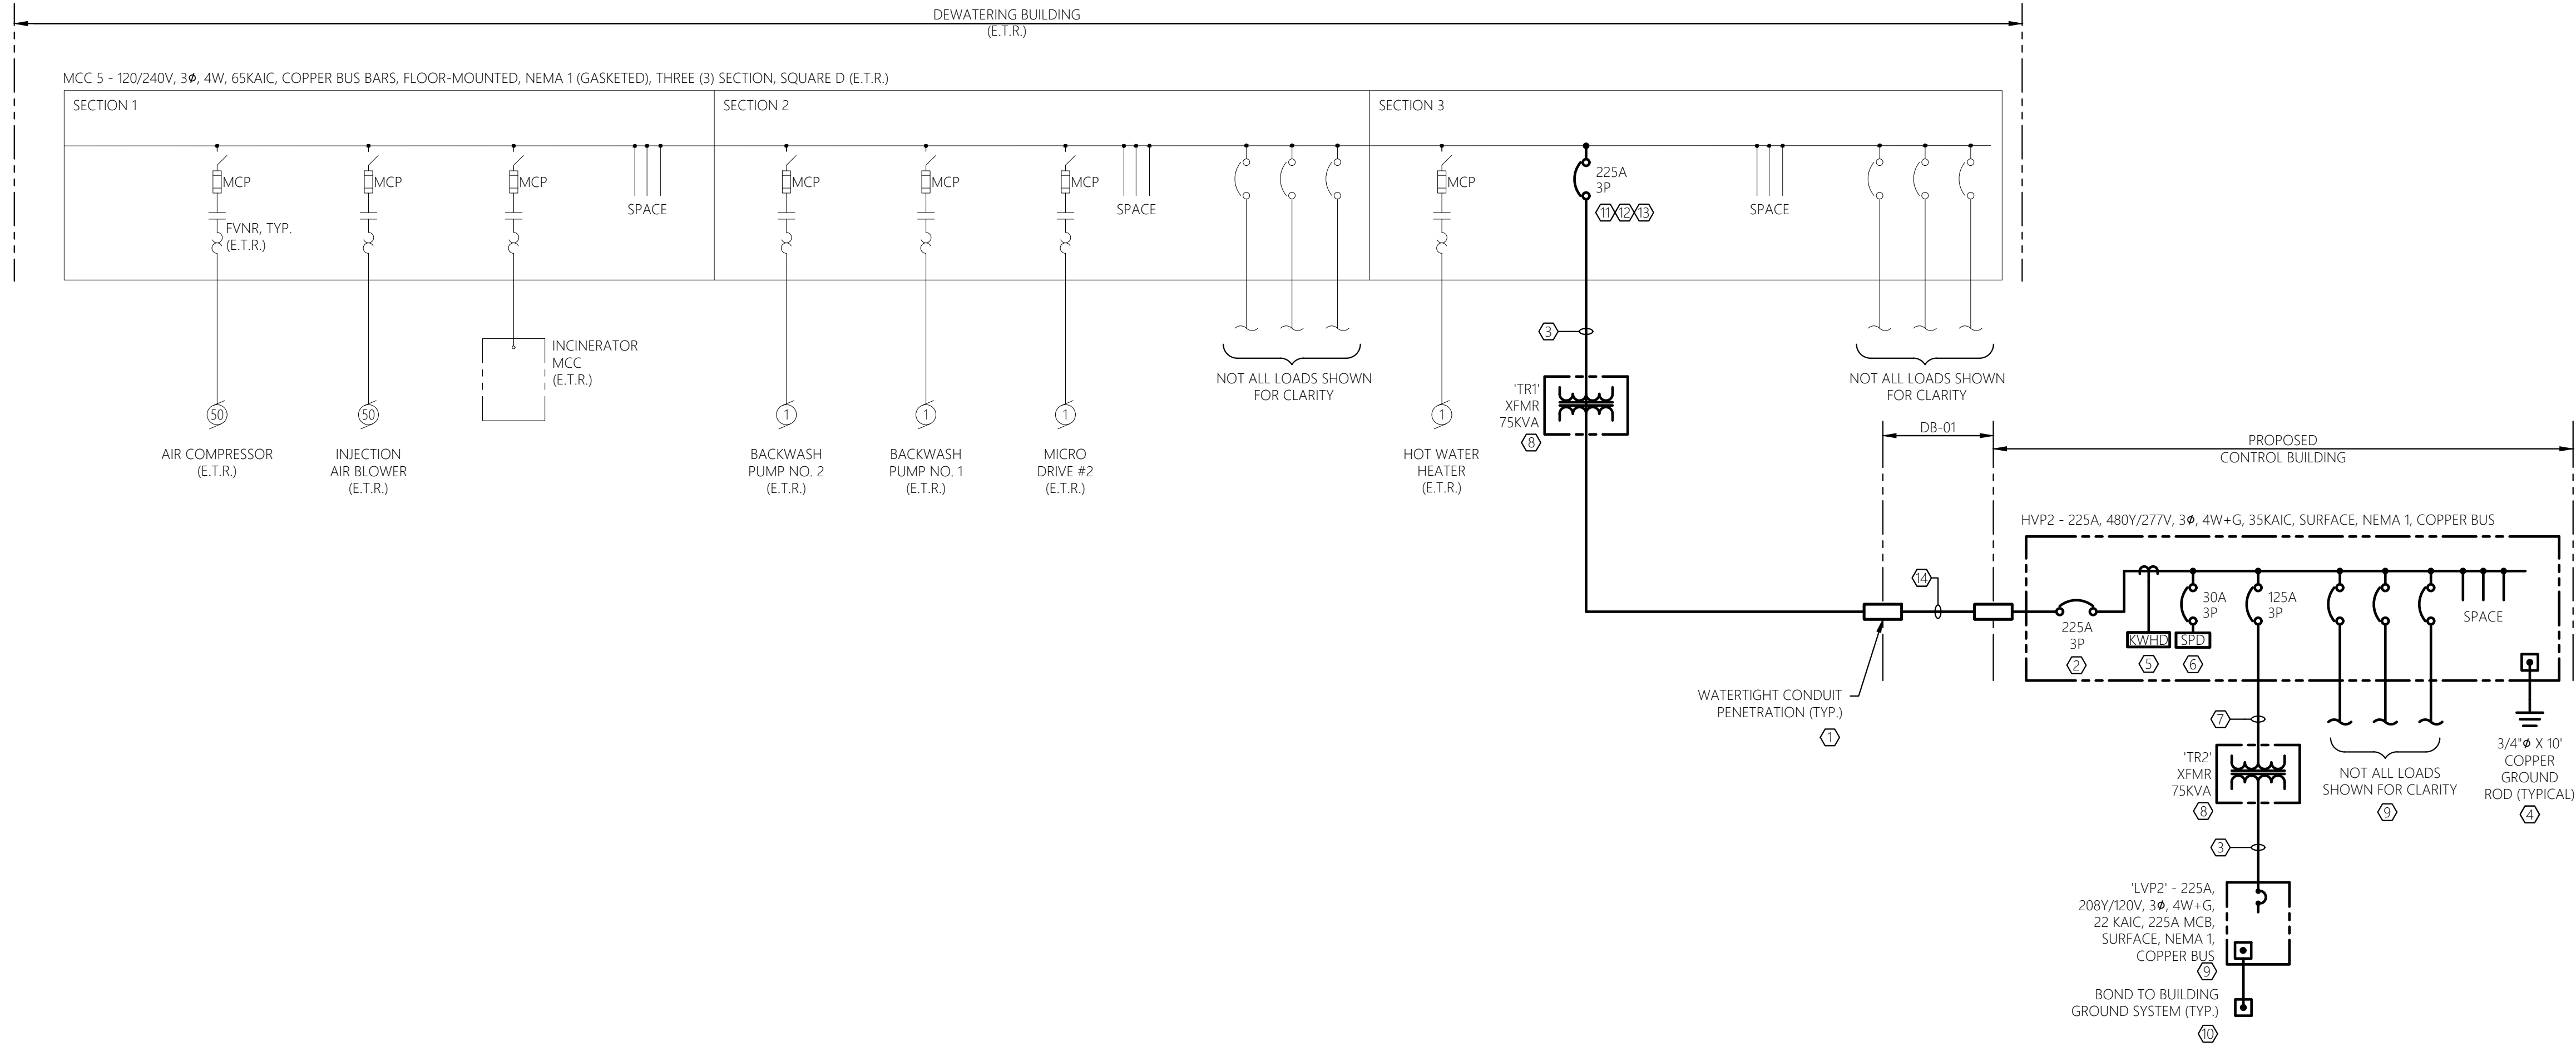 DEWATERING BUILDING
(E.T.R.)
MCC 5 - 120/240V, 3Ø, 4W, 65KAIC, COPPER BUS BARS, FLOOR-MOUNTED, NEMA 1 (GASKETED), THREE (3) SECTION, SQUARE D (E.T.R.)
SECTION 1
SECTION 2
SECTION 3
MCP
MCP
MCP
SPACE
FVNR, TYP.
(E.T.R.)
MCP
MCP
MCP
SPACE
MCP
225A
3P
11
12
13
SPACE
INCINERATOR
MCC
(E.T.R.)
50
AIR COMPRESSOR
(E.T.R.)
50
INJECTION
AIR BLOWER
(E.T.R.)
1
BACKWASH
PUMP NO. 2
(E.T.R.)
1
BACKWASH
PUMP NO. 1
(E.T.R.)
1
MICRO
DRIVE #2
(E.T.R.)
NOT ALL LOADS SHOWN
FOR CLARITY
1
HOT WATER
HEATER
(E.T.R.)
3
'TR1'
XFMR
75KVA
8
NOT ALL LOADS SHOWN
FOR CLARITY
DB-01
PROPOSED
CONTROL BUILDING
HVP2 - 225A, 480Y/277V, 3Ø, 4W+G, 35KAIC, SURFACE, NEMA 1, COPPER BUS
14
225A
3P
2
KWHD
5
30A
3P
SPD
6
125A
3P
SPACE
WATERTIGHT CONDUIT
PENETRATION (TYP.)
1
7
'TR2'
XFMR
75KVA
8
NOT ALL LOADS
SHOWN FOR CLARITY
9
3/4"Ø X 10'
COPPER
GROUND
ROD (TYPICAL)
4
3
'LVP2' - 225A,
208Y/120V, 3Ø, 4W+G,
22 KAIC, 225A MCB,
SURFACE, NEMA 1,
COPPER BUS
9
BOND TO BUILDING
GROUND SYSTEM (TYP.)
10